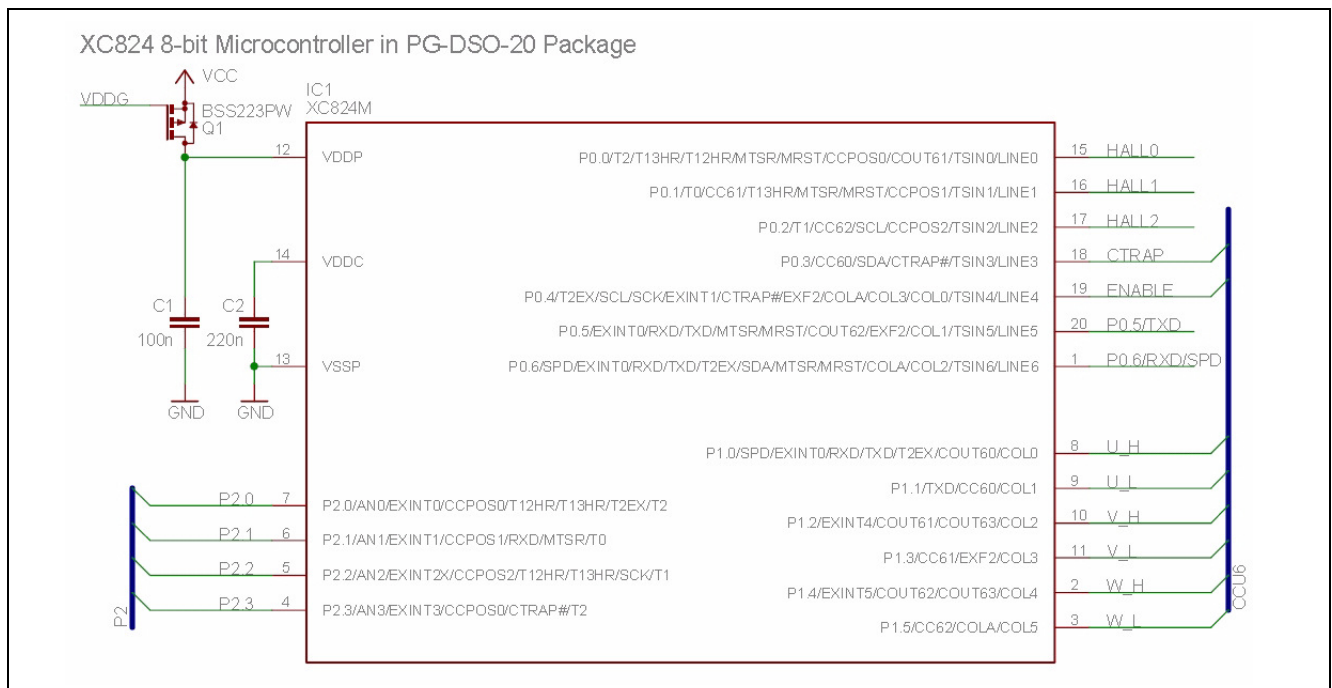 XC824 8-bit Microcontroller in PG-DSO-20 Package
VCC
VDDG
BSS223PW
Q1
IC1
XC824M
12 VDDP
14 VDDC
13 VSSP
C1
100n
C2
220n
GND
GND
P0.0/T2/T13HR/T12HR/MTSR/MRST/CCPOS0/COUT61/TSIN0/LINE0 15 HALL0
P0.1/T0/CC61/T13HR/MTSR/MRST/CCPOS1/TSIN1/LINE1 16 HALL1
P0.2/T1/CC62/SCL/CCPOS2/TSIN2/LINE2 17 HALL2
P0.3/CC60/SDA/CTRAP#/TSIN3/LINE3 18 CTRAP
P0.4/T2EX/SCL/SCK/EXINT1/CTRAP#/EXF2/COLA/COL3/COL0/TSIN4/LINE4 19 ENABLE
P0.5/EXINT0/RXD/TXD/MTSR/MRST/COUT62/EXF2/COL1/TSIN5/LINE5 20 P0.5/TXD
P0.6/SPD/EXINT0/RXD/TXD/T2EX/SDA/MTSR/MRST/COLA/COL2/TSIN6/LINE6 1 P0.6/RXD/SPD
P1.0/SPD/EXINT0/RXD/TXD/T2EX/COUT60/COL0 8 U_H
P1.1/TXD/CC60/COL1 9 U_L
P1.2/EXINT4/COUT61/COUT63/COL2 10 V_H
P1.3/CC61/EXF2/COL3 11 V_L
P1.4/EXINT5/COUT62/COUT63/COL4 2 W_H
P1.5/CC62/COLA/COL5 3 W_L
CCU6
P2.0 7 P2.0/AN0/EXINT0/CCPOS0/T12HR/T13HR/T2EX/T2
P2.1 6 P2.1/AN1/EXINT1/CCPOS1/RXD/MTSR/T0
P2.2 5 P2.2/AN2/EXINT2X/CCPOS2/T12HR/T13HR/SCK/T1
P2.3 4 P2.3/AN3/EXINT3/CCPOS0/CTRAP#/T2
P2